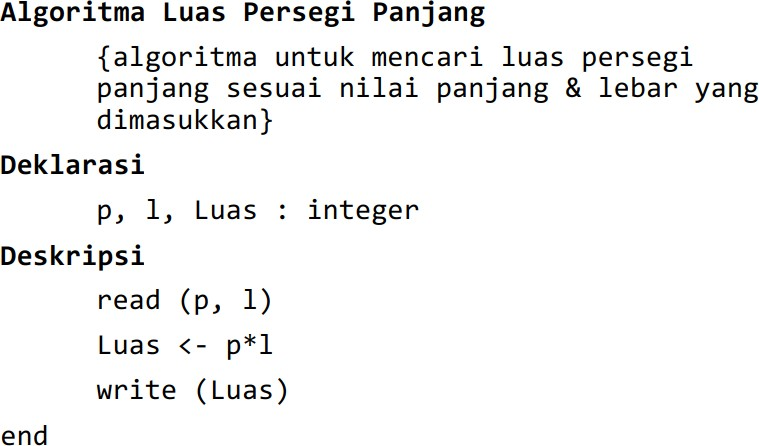 Algoritma Luas Persegi Panjang
{algoritma untuk mencari luas persegi
panjang sesuai nilai panjang & lebar yang
dimasukkan}
Deklarasi
p, l, Luas : integer
Deskripsi
read (p, l)
Luas <- p*l
write (Luas)
end